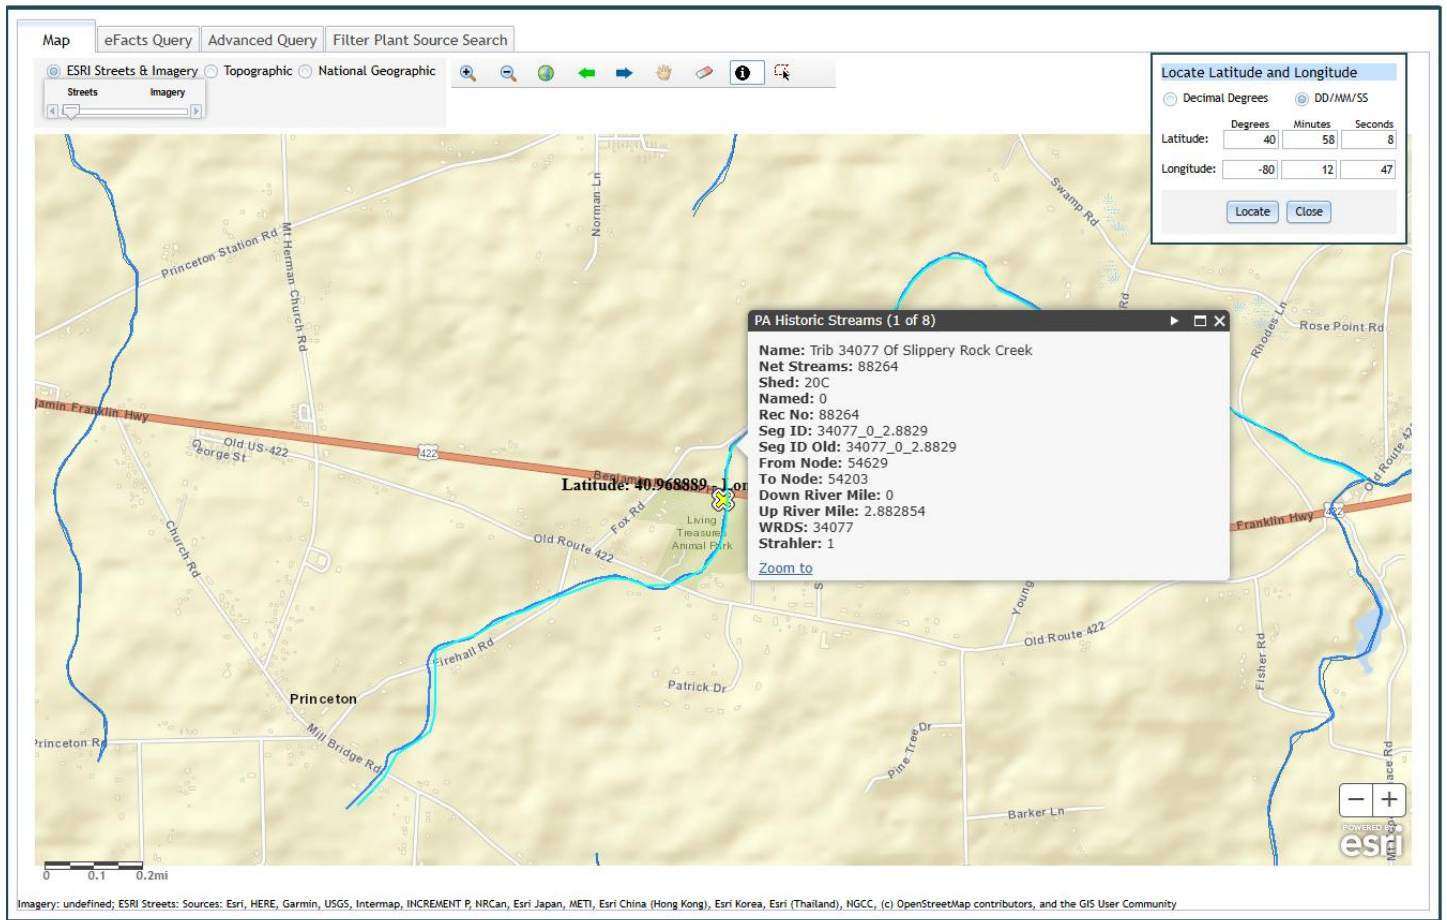 Map
eFacts Query
Advanced Query
Filter Plant Source Search
ESRI Streets & Imagery
Topographic
National Geographic
Streets
Imagery
Locate Latitude and Longitude
Decimal Degrees
DD/MM/SS
Degrees Minutes Seconds
Latitude: 40 58 8
Longitude: -80 12 47
Locate
Close
Swamp Rd
Norman Ln
Princeton Station Rd
Mt Herman Church Rd
Rd
Rhodes Ln
Rose Point Rd
PA Historic Streams (1 of 8)
Name: Trib 34077 Of Slippery Rock Creek
Net Streams: 88264
Shed: 20C
Named: 0
Rec No: 88264
Seg ID: 34077_0_2.8829
Seg ID Old: 34077_0_2.8829
From Node: 54629
To Node: 54203
Down River Mile: 0
Up River Mile: 2.882854
WRDS: 34077
Strahler: 1
Zoom to
jamin Franklin Hwy
George St
Old US-422
422
Benjam
Latitude: 40.968889 - Lon
Fox Rd
Living
Treasures
Animal Park
Old Route 422
Church Rd
Old Route 42
422
Franklin Hwy
Young
Old Route 422
Fisher Rd
Firehall Rd
Patrick Dr
Princeton
Mill Bridge Rd
Princeton Rd
Pine Tree Dr
Barker Ln
POWERED BY
esri
0 0.1 0.2mi
Imagery: undefined; ESRI Streets: Sources: Esri, HERE, Garmin, USGS, Intermap, INCREMENT P, NRCan, Esri Japan, METI, Esri China (Hong Kong), Esri Korea, Esri (Thailand), NGCC, (c) OpenStreetMap contributors, and the GIS User Community